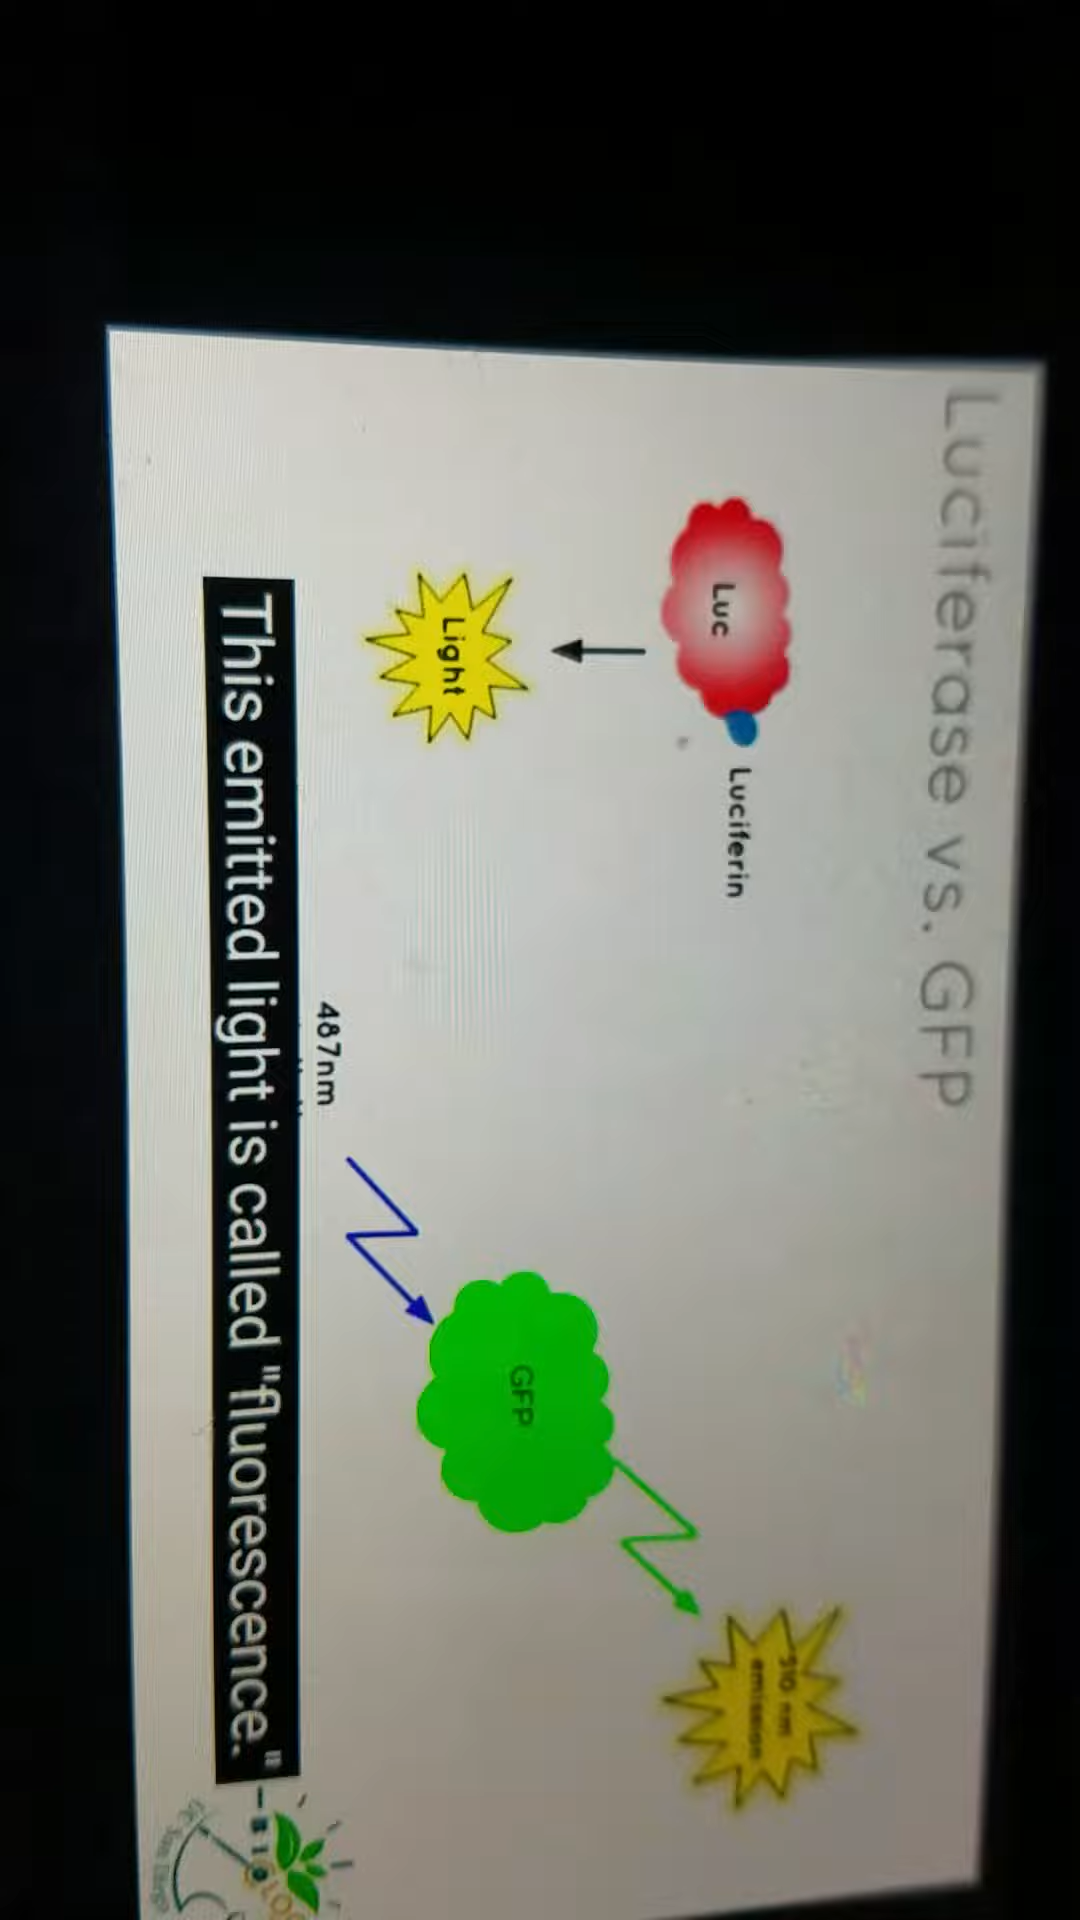 Luciferase vs. GFP
Luc
Luciferin
Light
487nm
GFP
510 nm
emission
This emitted light is called "fluorescence."